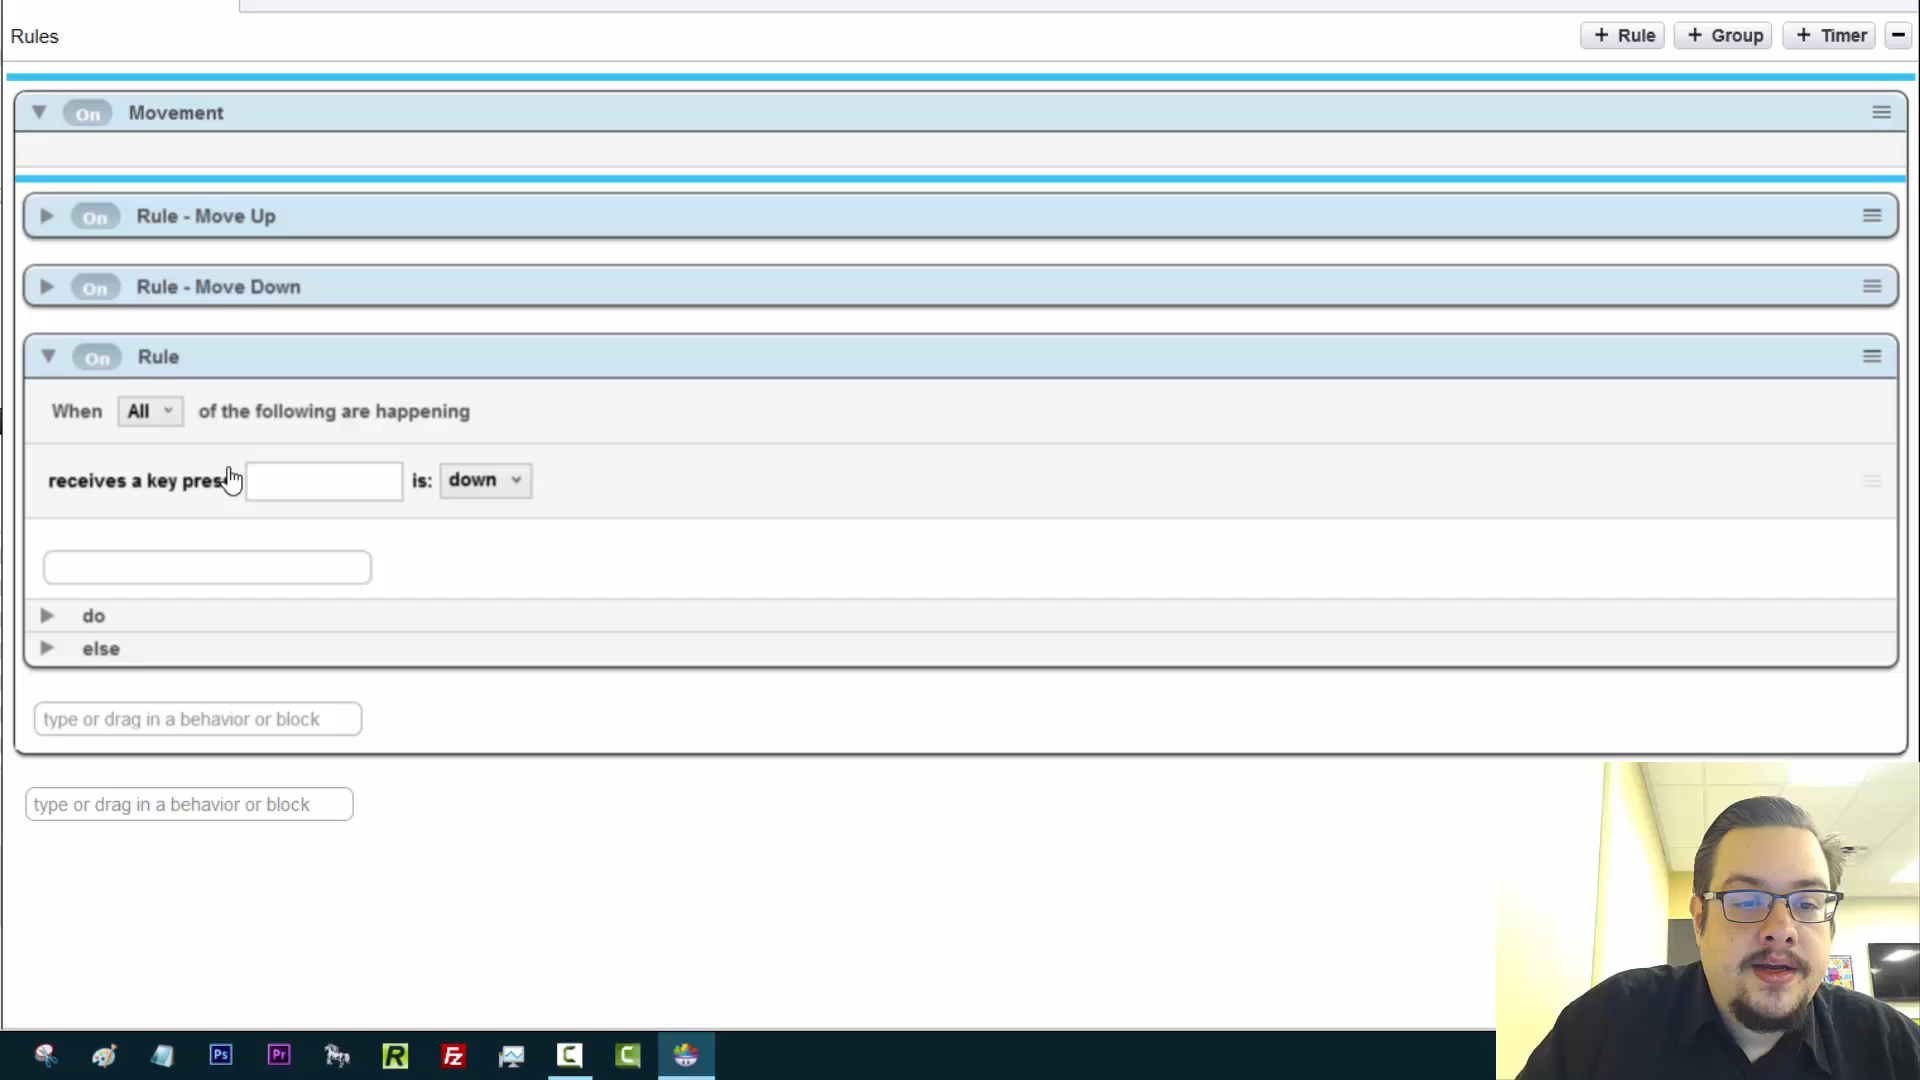 Rules
+ Rule
+ Group
+ Timer
On Movement
On Rule - Move Up
On Rule - Move Down
On Rule
When All of the following are happening
receives a key pres is: down
do
else
type or drag in a behavior or block
type or drag in a behavior or block
Ps
Pr
R
FZ
C
C